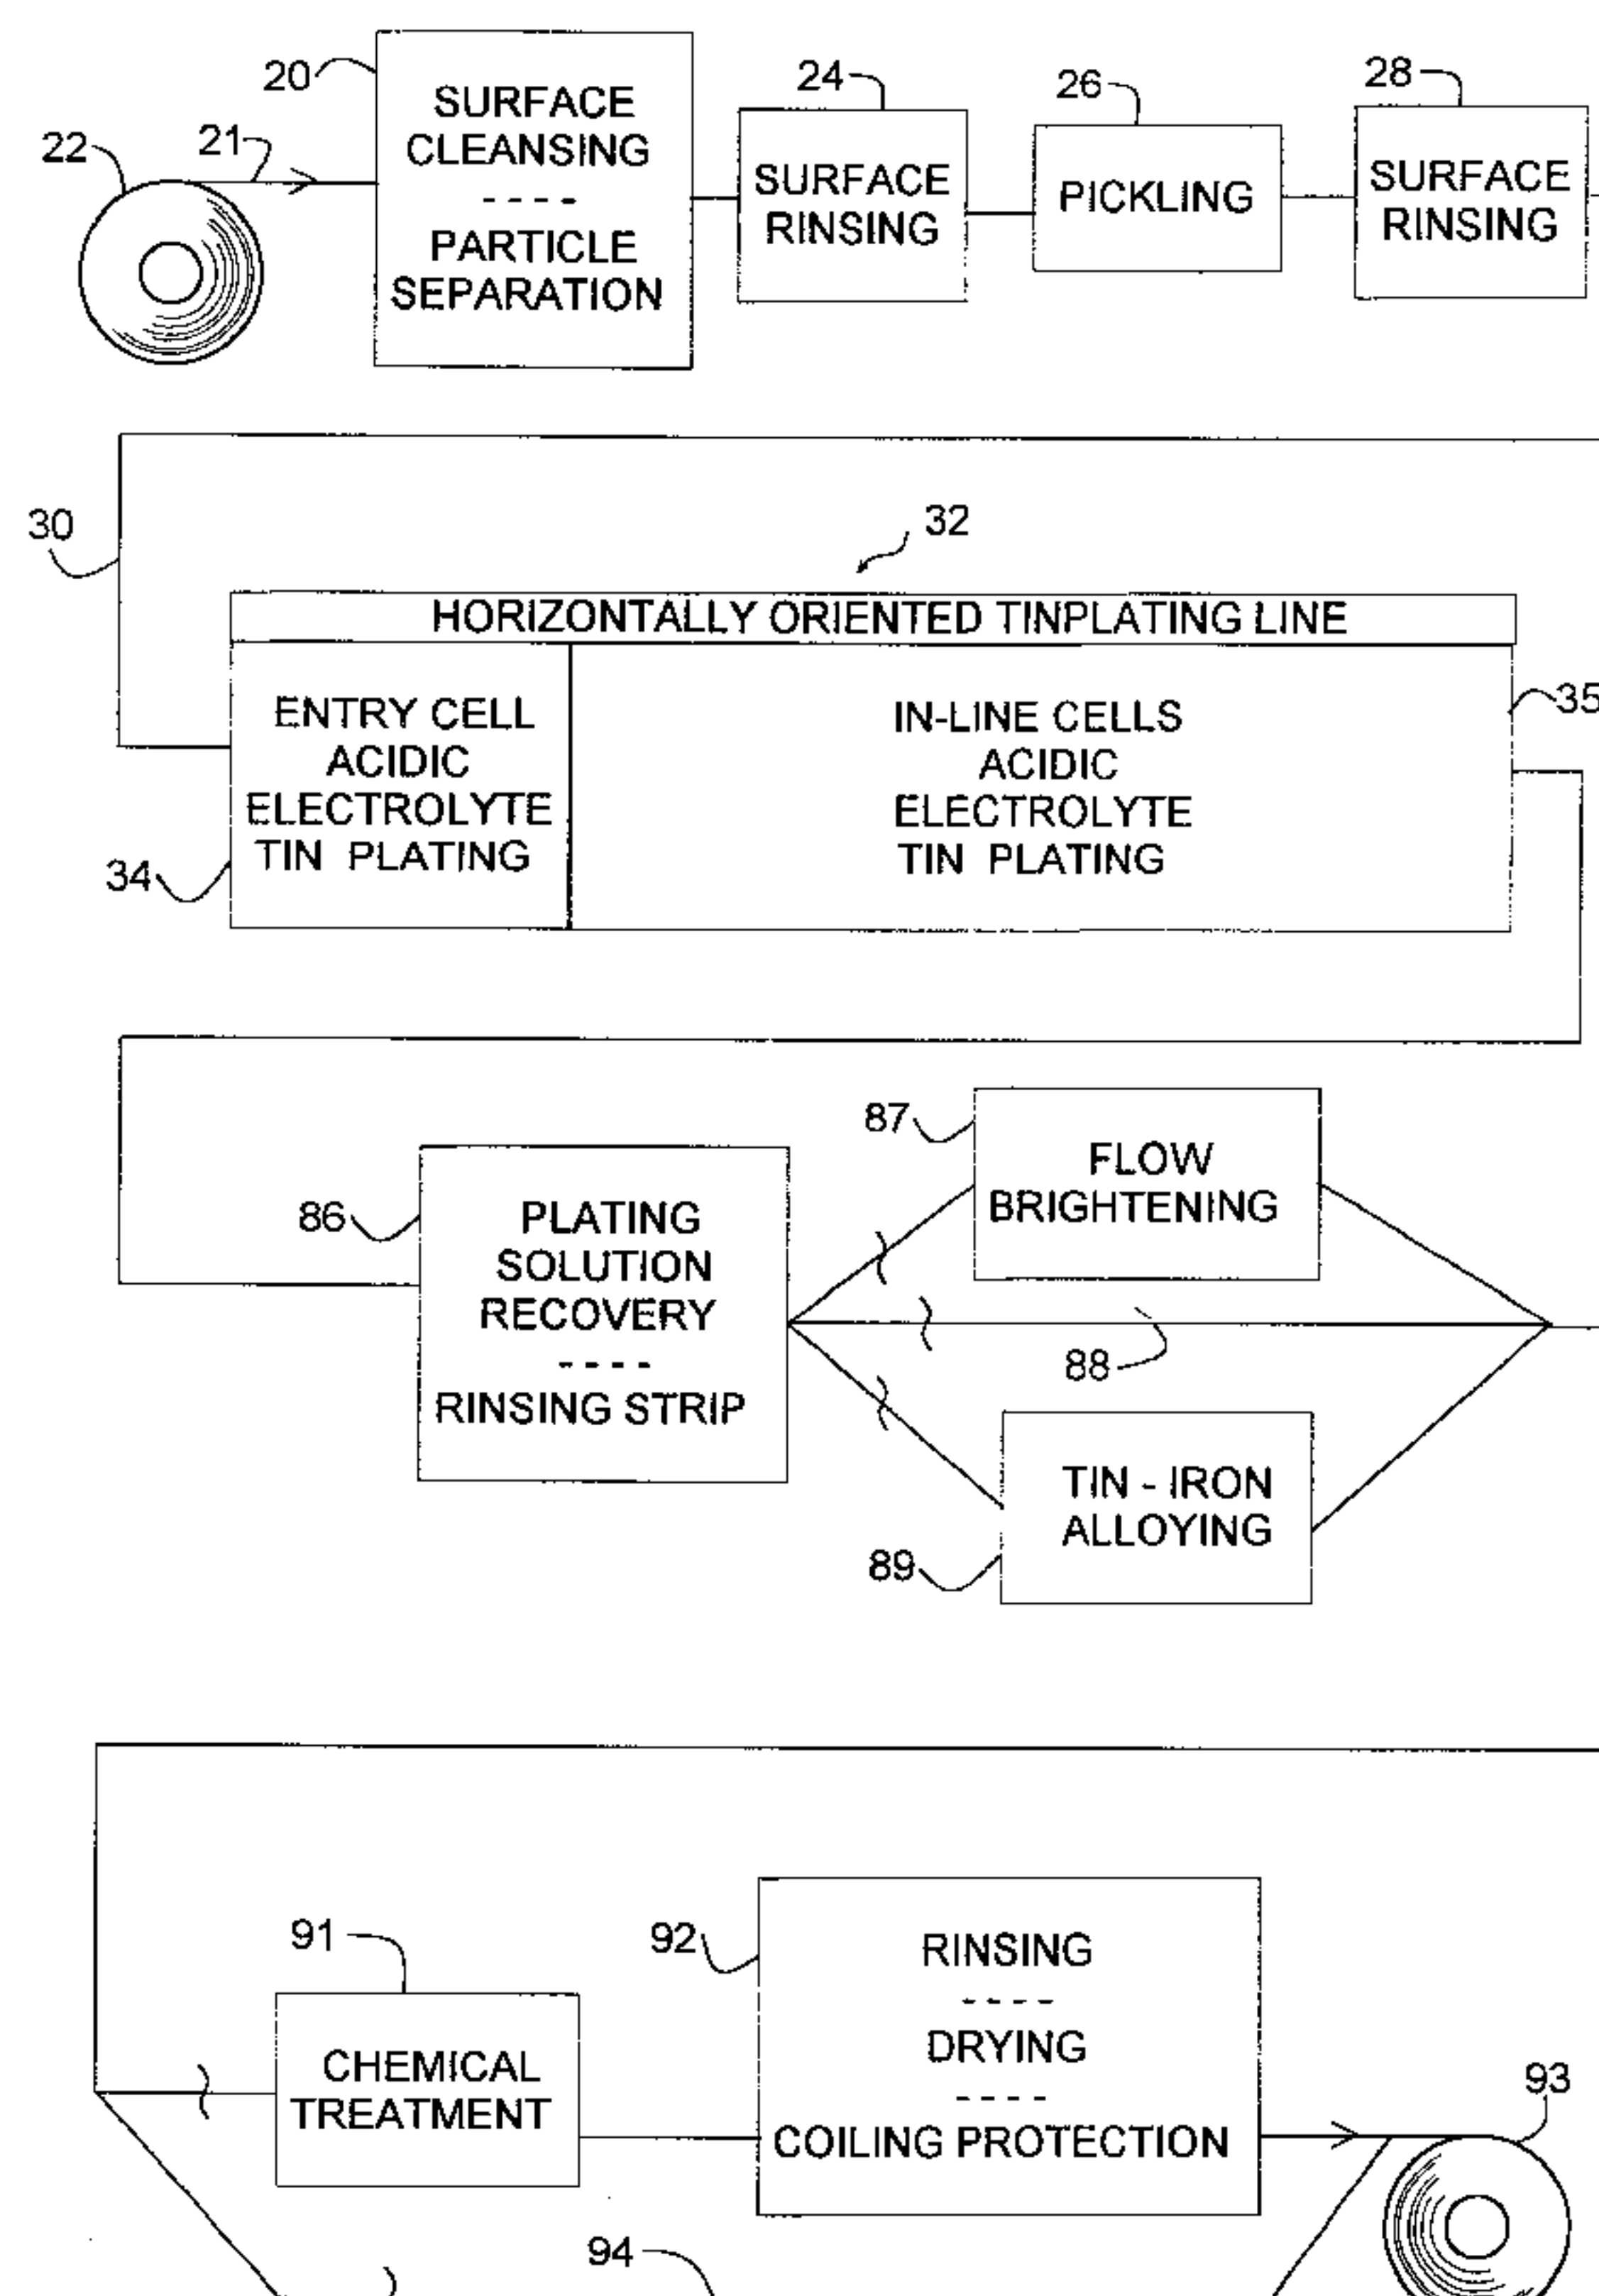 20
SURFACE
CLEANSING
- - - -
PARTICLE
SEPARATION
22
21
24
SURFACE
RINSING
26
PICKLING
28
SURFACE
RINSING
30
32
HORIZONTALLY ORIENTED TINPLATING LINE
ENTRY CELL
ACIDIC
ELECTROLYTE
TIN PLATING
34
IN-LINE CELLS
ACIDIC
ELECTROLYTE
TIN PLATING
35
86
PLATING
SOLUTION
RECOVERY
- - - -
RINSING STRIP
87
FLOW
BRIGHTENING
88
89
TIN - IRON
ALLOYING
91
CHEMICAL
TREATMENT
92
RINSING
- - - -
DRYING
- - - -
COILING PROTECTION
93
94